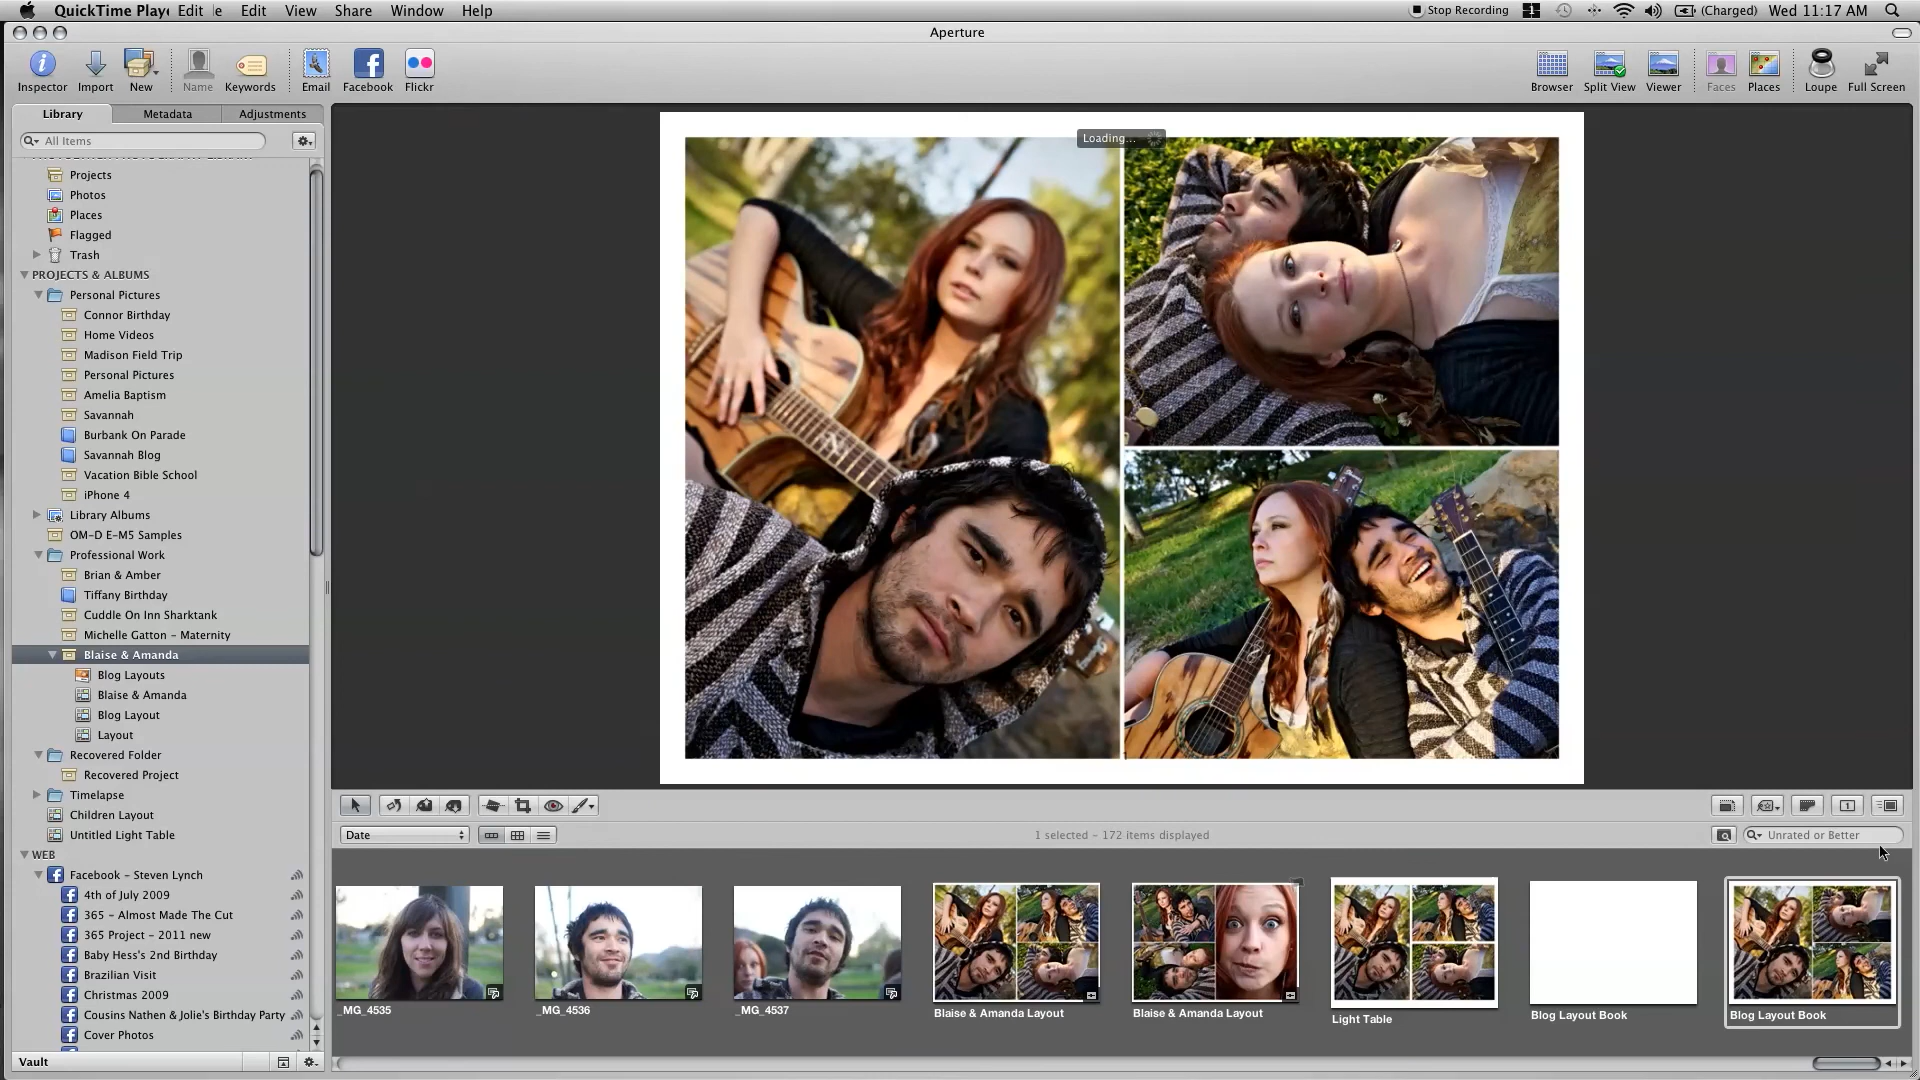 QuickTime Playe Edit le Edit View Share Window Help Stop Recording 1 (Charged) Wed 11:17 AM
Aperture
Inspector Import New Name Keywords Email Facebook Flickr Browser Split View Viewer Faces Places Loupe Full Screen
Library Metadata Adjustments
All Items
Projects
Photos
Places
Flagged
Trash
PROJECTS & ALBUMS
Personal Pictures
Connor Birthday
Home Videos
Madison Field Trip
Personal Pictures
Amelia Baptism
Savannah
Burbank On Parade
Savannah Blog
Vacation Bible School
iPhone 4
Library Albums
OM-D E-M5 Samples
Professional Work
Brian & Amber
Tiffany Birthday
Cuddle On Inn Sharktank
Michelle Gatton - Maternity
Blaise & Amanda
Blog Layouts
Blaise & Amanda
Blog Layout
Layout
Recovered Folder
Recovered Project
Timelapse
Children Layout
Untitled Light Table
WEB
Facebook - Steven Lynch
4th of July 2009
365 - Almost Made The Cut
365 Project - 2011 new
Baby Hess's 2nd Birthday
Brazilian Visit
Christmas 2009
Cousins Nathen & Jolie's Birthday Party
Cover Photos
Vault
Loading...
1
Date 1 selected - 172 items displayed Unrated or Better
_MG_4535 _MG_4536 _MG_4537 Blaise & Amanda Layout Blaise & Amanda Layout Light Table Blog Layout Book Blog Layout Book